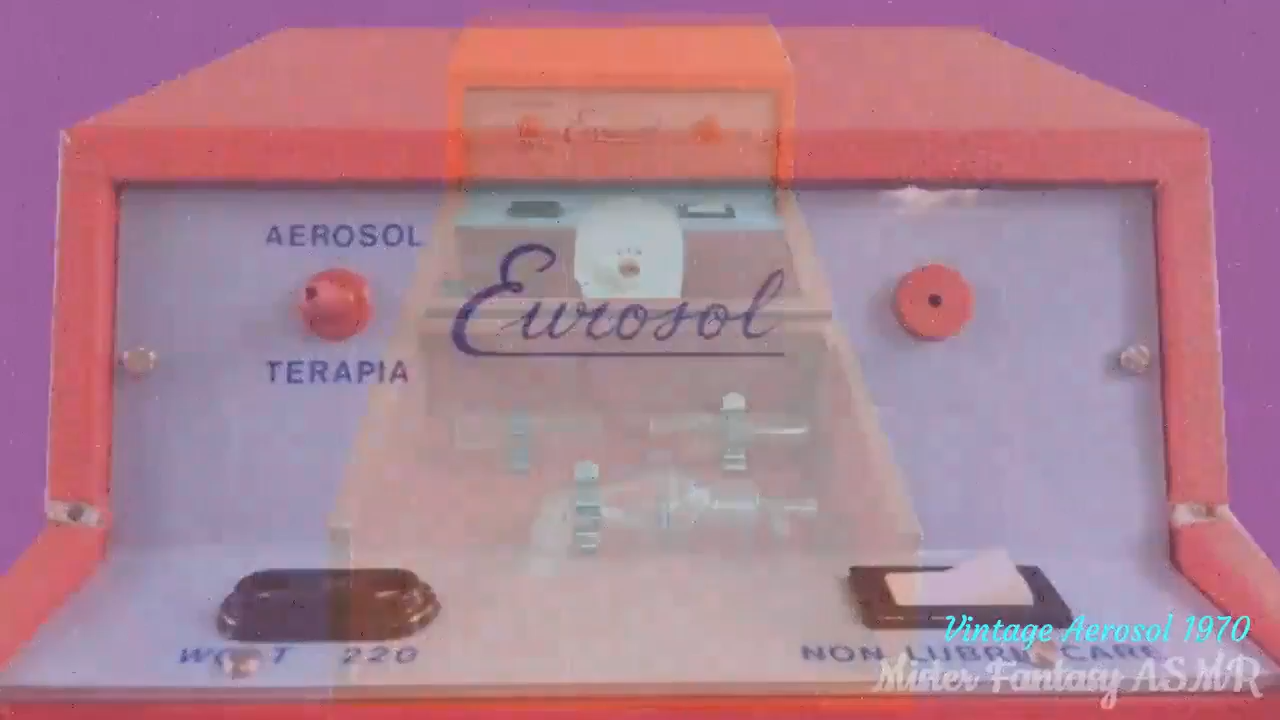 AEROSOL
Eurosol
TERAPIA
220
NON LUBRIFICARE
Vintage Aerosol 1970
Mister Fantasy ASMR